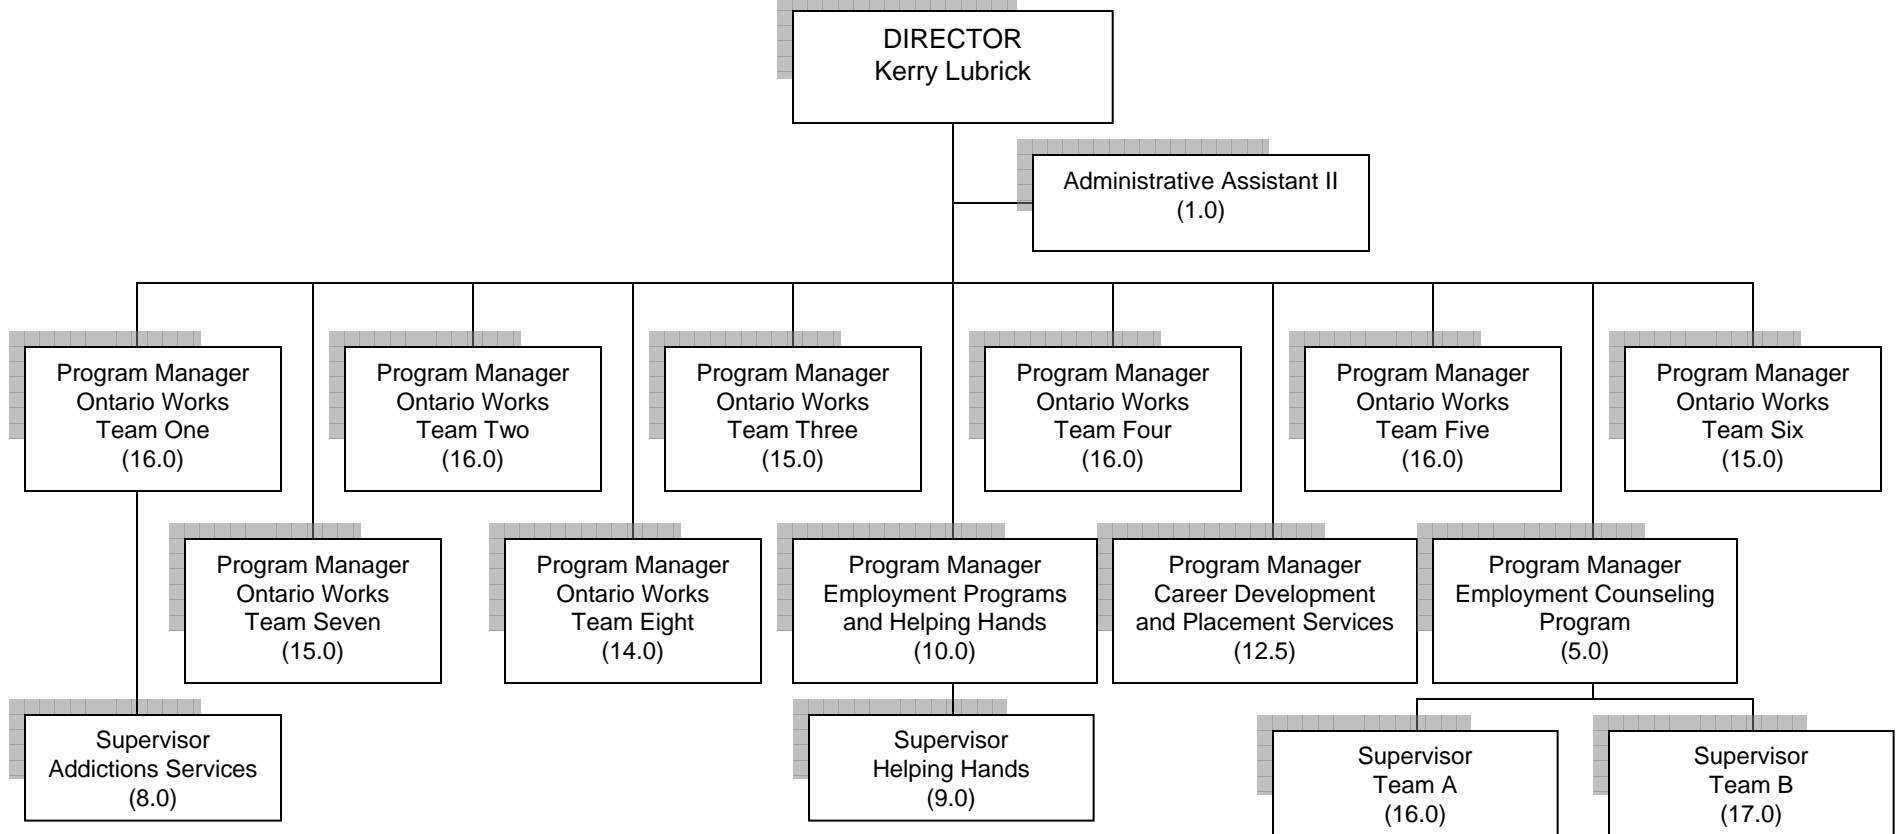 DIRECTOR
Kerry Lubrick
Administrative Assistant II
(1.0)
Program Manager
Ontario Works
Team One
(16.0)
Program Manager
Ontario Works
Team Two
(16.0)
Program Manager
Ontario Works
Team Three
(15.0)
Program Manager
Ontario Works
Team Four
(16.0)
Program Manager
Ontario Works
Team Five
(16.0)
Program Manager
Ontario Works
Team Six
(15.0)
Program Manager
Ontario Works
Team Seven
(15.0)
Program Manager
Ontario Works
Team Eight
(14.0)
Program Manager
Employment Programs
and Helping Hands
(10.0)
Program Manager
Career Development
and Placement Services
(12.5)
Program Manager
Employment Counseling
Program
(5.0)
Supervisor
Addictions Services
(8.0)
Supervisor
Helping Hands
(9.0)
Supervisor
Team A
(16.0)
Supervisor
Team B
(17.0)